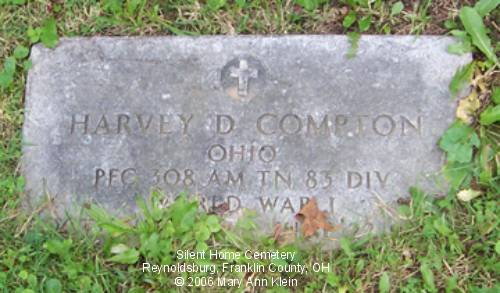 HARVEY D COMPTON
OHIO
PFC 308 AM TN 83 DIV
WORLD WAR I
Silent Home Cemetery
Reynoldsburg, Franklin County, OH
© 2006 Mary Ann Klein